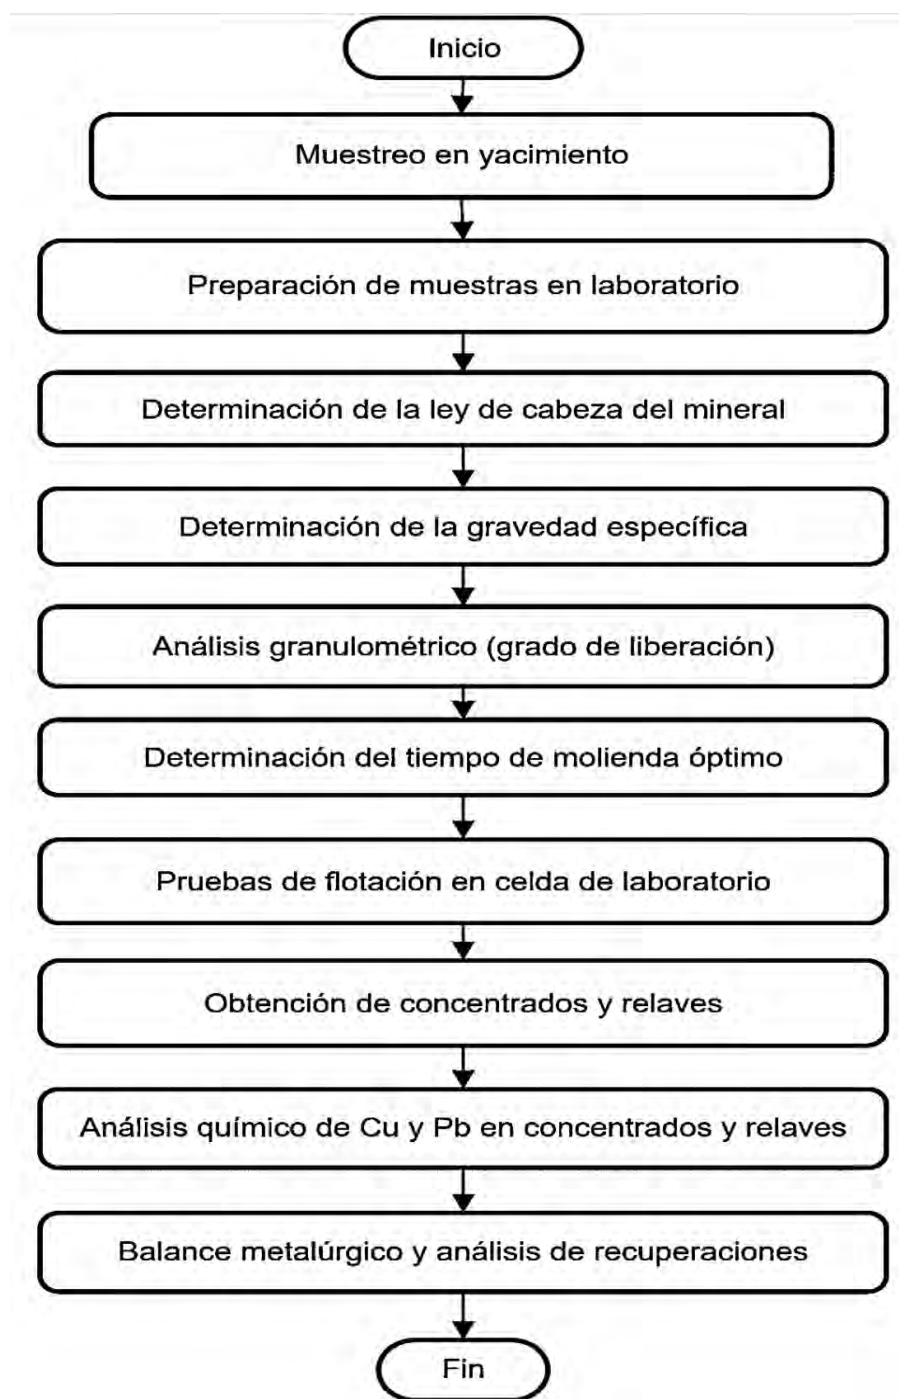 Inicio
Muestreo en yacimiento
Preparación de muestras en laboratorio
Determinación de la ley de cabeza del mineral
Determinación de la gravedad específica
Análisis granulométrico (grado de liberación)
Determinación del tiempo de molienda óptimo
Pruebas de flotación en celda de laboratorio
Obtención de concentrados y relaves
Análisis químico de Cu y Pb en concentrados y relaves
Balance metalúrgico y análisis de recuperaciones
Fin